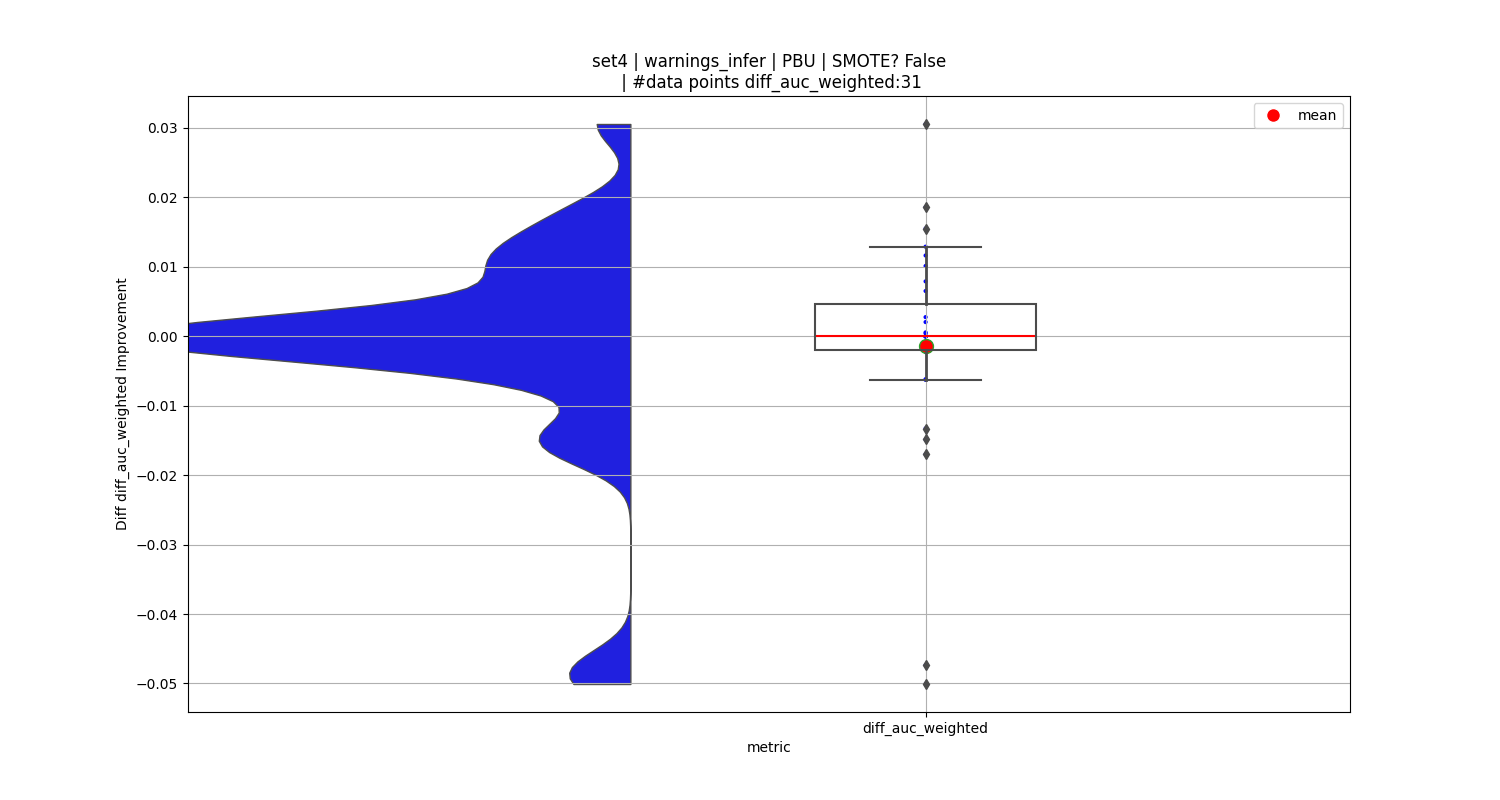 set4 | warnings_infer | PBU | SMOTE? False
| #data points diff_auc_weighted:31
mean
0.03
0.02
0.01
0.00
−0.01
−0.02
−0.03
−0.04
−0.05
Diff diff_auc_weighted Improvement
diff_auc_weighted
metric